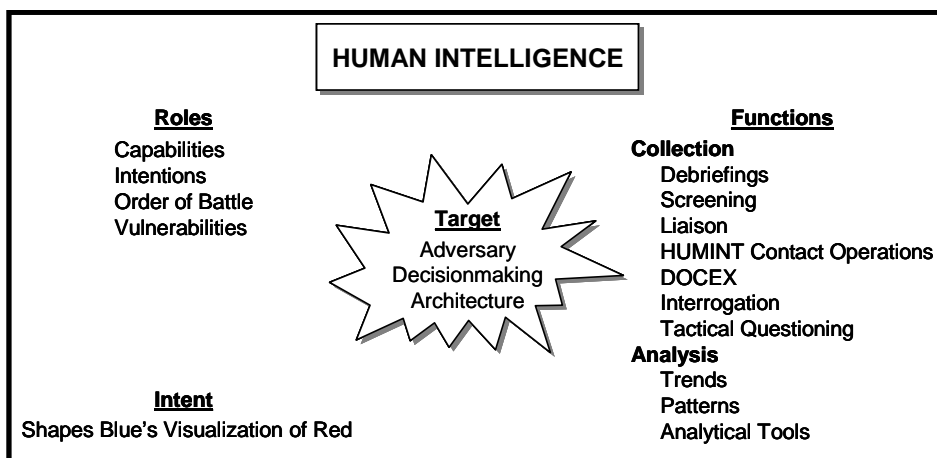 HUMAN INTELLIGENCE
Roles
Capabilities
Intentions
Order of Battle
Vulnerabilities
Target
Adversary
Decisionmaking
Architecture
Functions
Collection
Debriefings
Screening
Liaison
HUMINT Contact Operations
DOCEX
Interrogation
Tactical Questioning
Analysis
Trends
Patterns
Analytical Tools
Intent
Shapes Blue's Visualization of Red